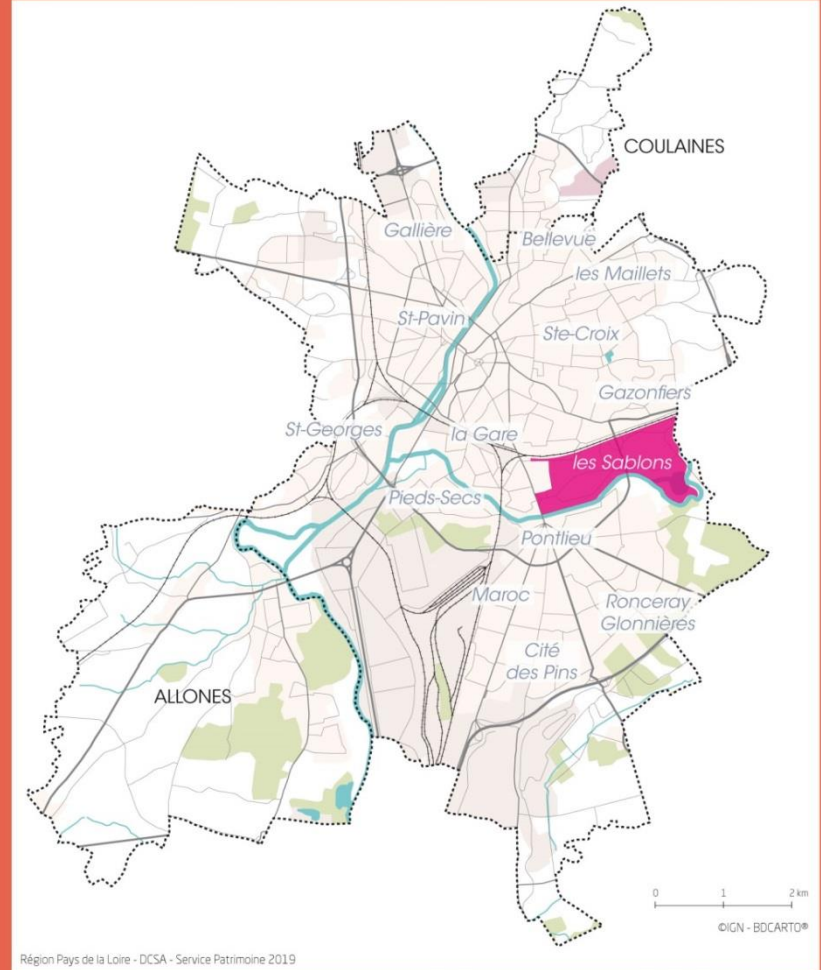 COULAINES
Gallière
Bellevue
les Maillets
St-Pavin
Ste-Croix
Gazonfiers
St-Georges
la Gare
les Sablons
Pieds-Secs
Pontlieu
Maroc
Ronceray
Glonnières
Cité
des Pins
ALLONES
0 1 2 km
©IGN - BDCARTO®
Région Pays de la Loire - DCSA - Service Patrimoine 2019